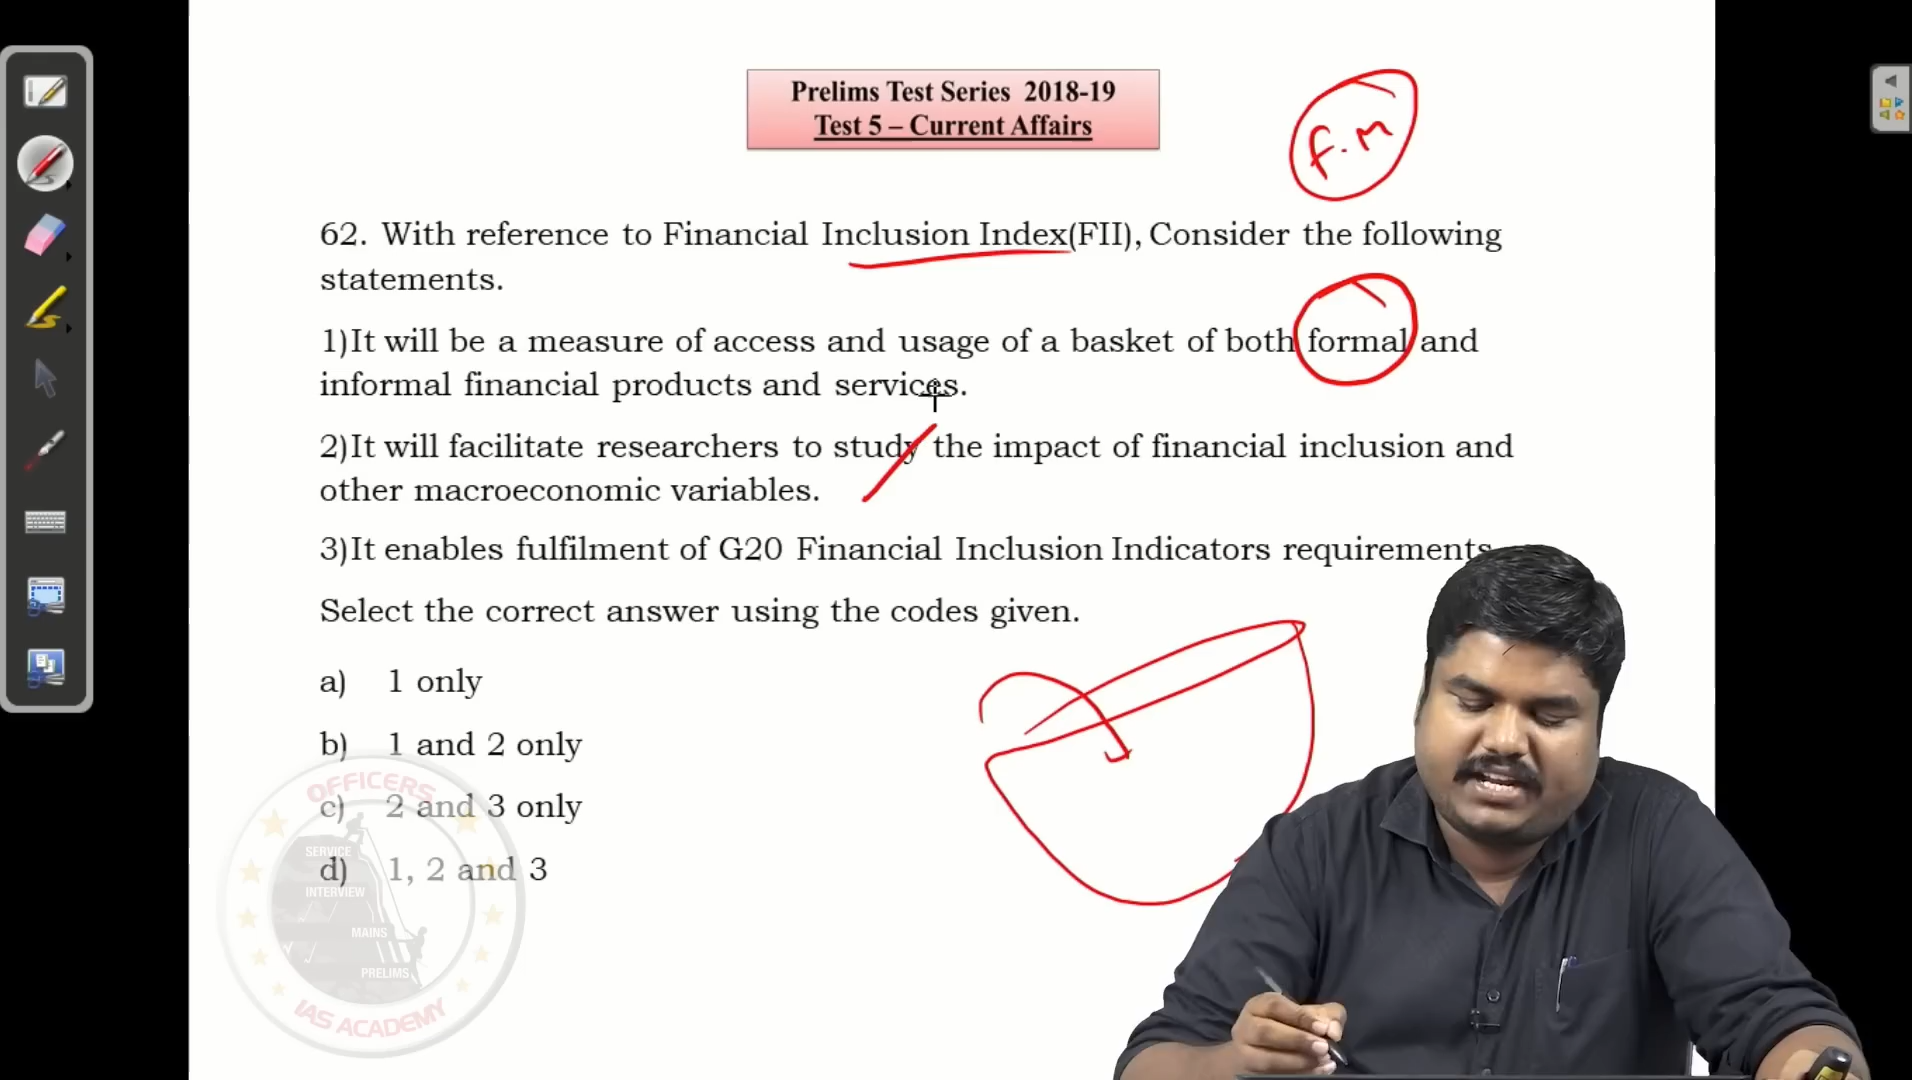 Prelims Test Series 2018-19
Test 5 – Current Affairs
F.M
62. With reference to Financial Inclusion Index(FII), Consider the following
statements.
1)It will be a measure of access and usage of a basket of both formal and
informal financial products and services.
2)It will facilitate researchers to study the impact of financial inclusion and
other macroeconomic variables.
3)It enables fulfilment of G20 Financial Inclusion Indicators requirements
Select the correct answer using the codes given.
a) 1 only
b) 1 and 2 only
c) 2 and 3 only
d) 1, 2 and 3
OFFICERS
SERVICE
INTERVIEW
MAINS
PRELIMS
IAS ACADEMY